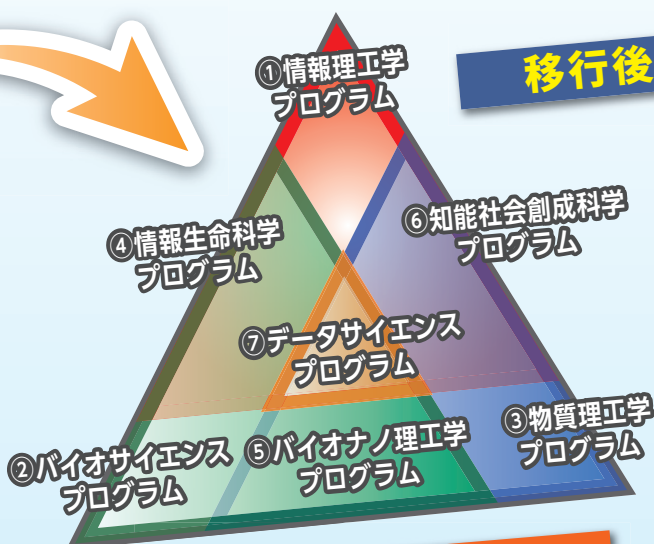 ①情報理工学
プログラム
移行後
④情報生命科学
プログラム
⑥知能社会創成科学
プログラム
⑦データサイエンス
プログラム
②バイオサイエンス
プログラム
⑤バイオナノ理工学
プログラム
③物質理工学
プログラム